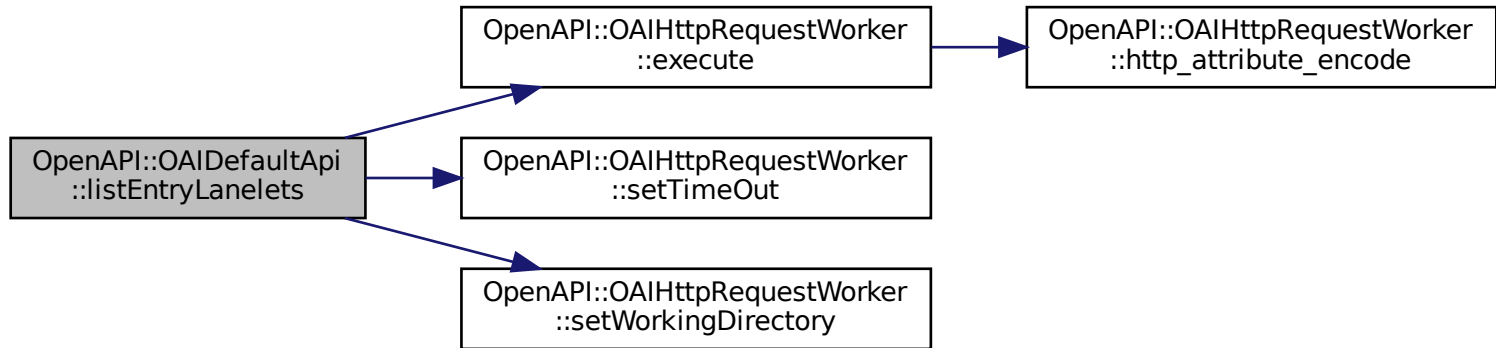 OpenAPI::OAIHttpRequestWorker
::execute
OpenAPI::OAIHttpRequestWorker
::http_attribute_encode
OpenAPI::OAIDefaultApi
::listEntryLanelets
OpenAPI::OAIHttpRequestWorker
::setTimeOut
OpenAPI::OAIHttpRequestWorker
::setWorkingDirectory